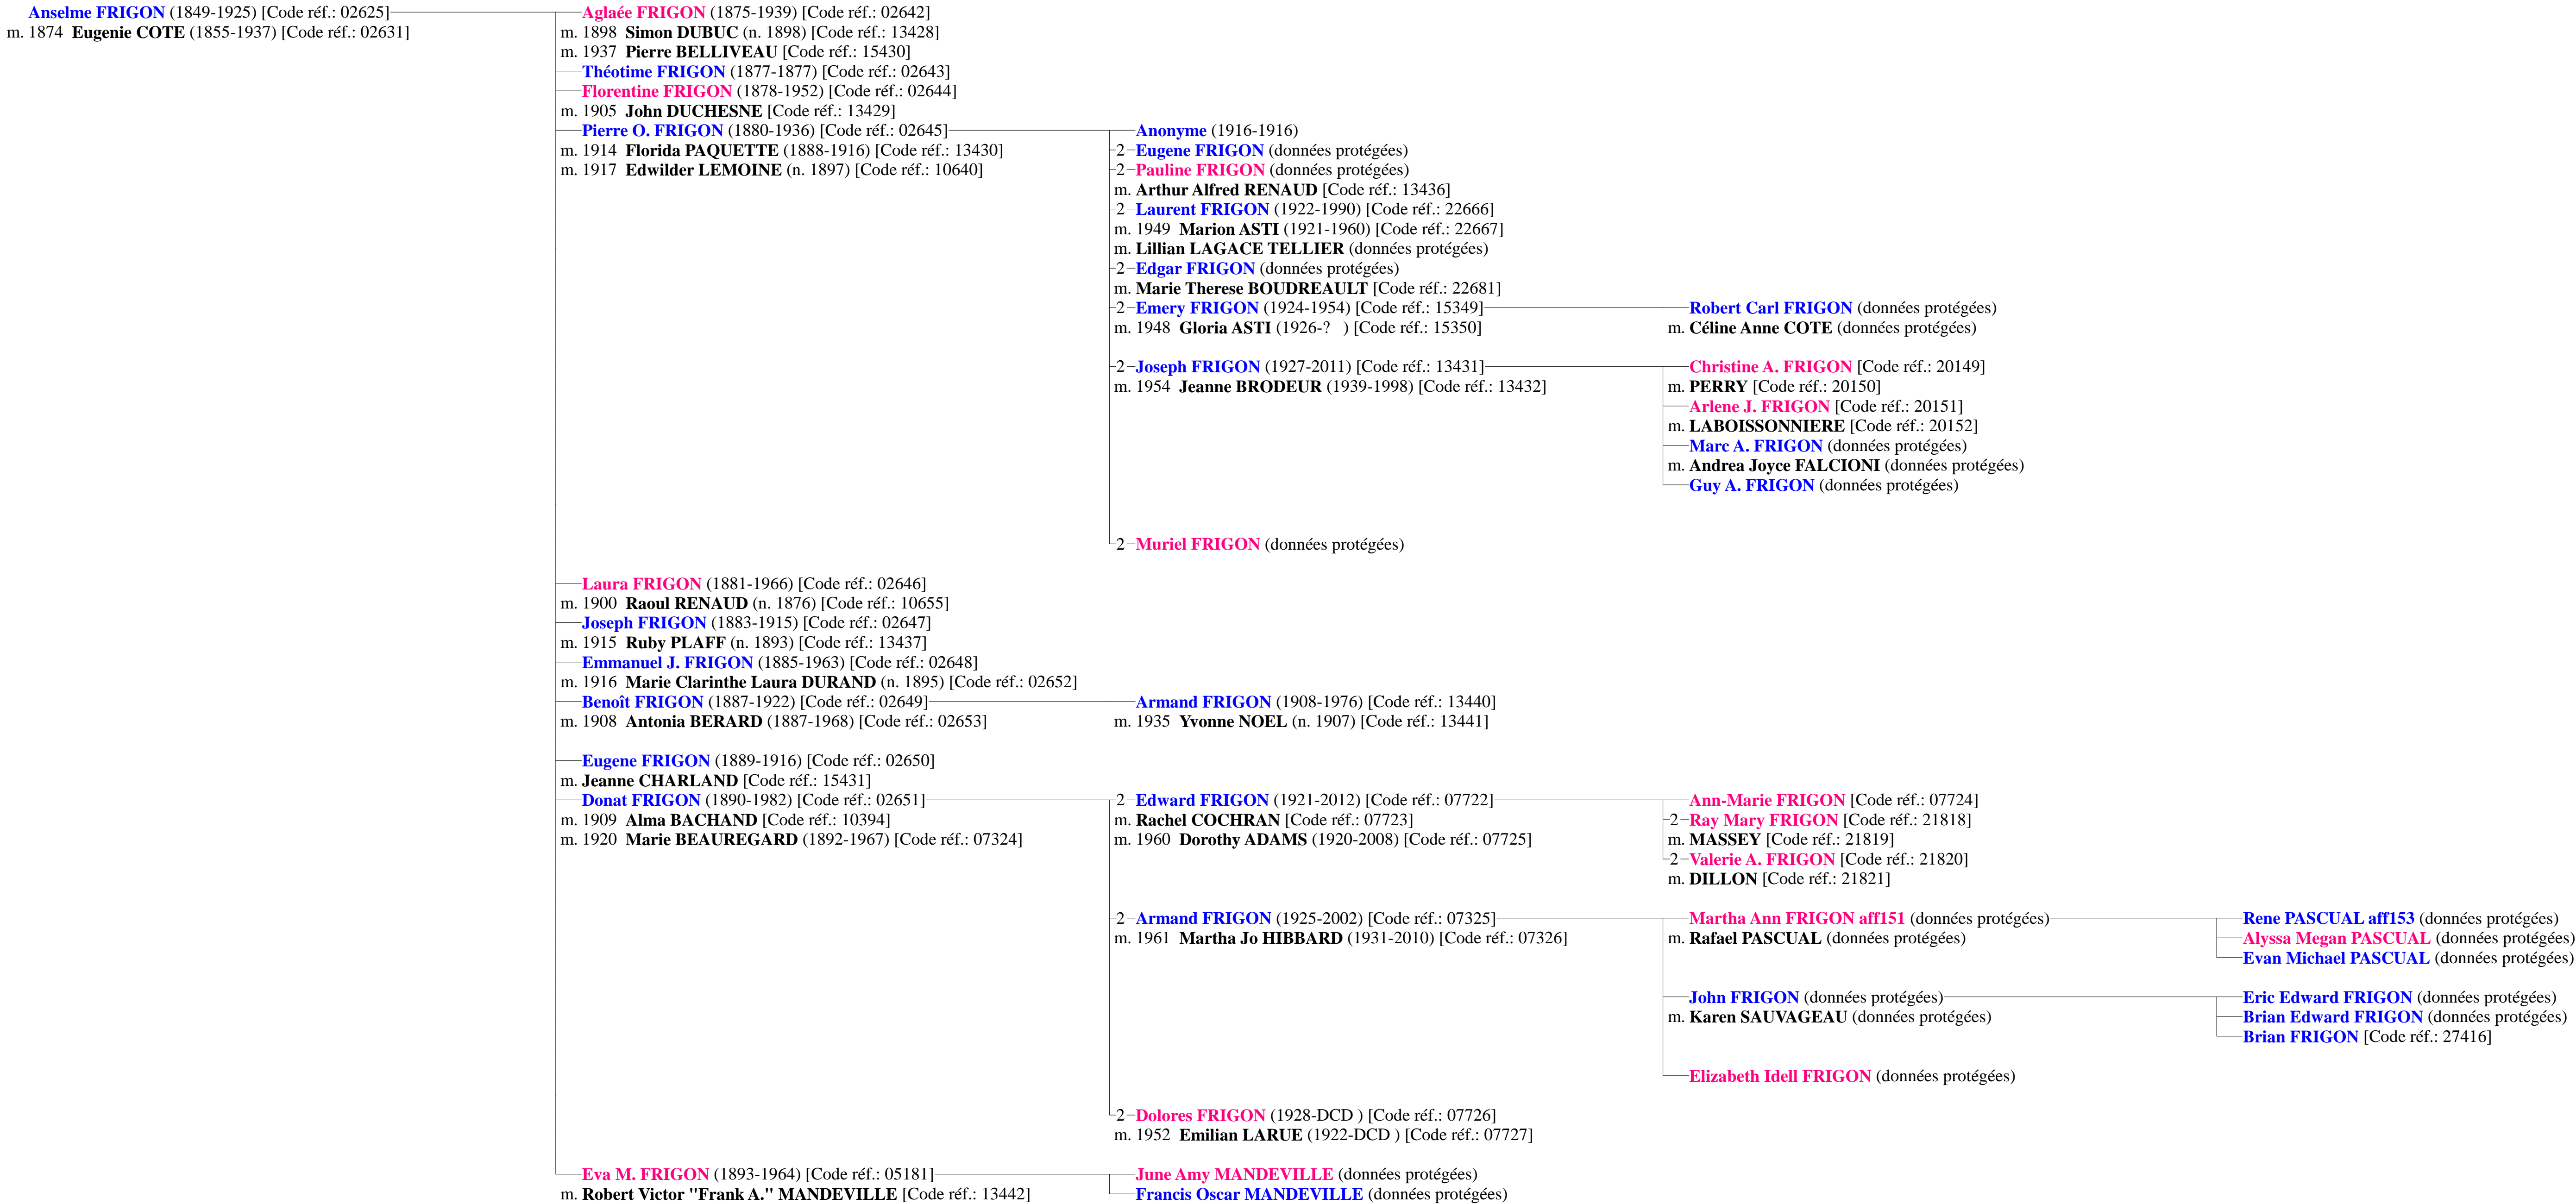 Anselme FRIGON (1849-1925) [Code réf.: 02625]
m. 1874 Eugenie COTE (1855-1937) [Code réf.: 02631]
Aglaée FRIGON (1875-1939) [Code réf.: 02642]
m. 1898 Simon DUBUC (n. 1898) [Code réf.: 13428]
m. 1937 Pierre BELLIVEAU [Code réf.: 15430]
Théotime FRIGON (1877-1877) [Code réf.: 02643]
Florentine FRIGON (1878-1952) [Code réf.: 02644]
m. 1905 John DUCHESNE [Code réf.: 13429]
Pierre O. FRIGON (1880-1936) [Code réf.: 02645]
m. 1914 Florida PAQUETTE (1888-1916) [Code réf.: 13430]
m. 1917 Edwilder LEMOINE (n. 1897) [Code réf.: 10640]
Anonyme (1916-1916)
2 Eugene FRIGON (données protégées)
2 Pauline FRIGON (données protégées)
m. Arthur Alfred RENAUD [Code réf.: 13436]
2 Laurent FRIGON (1922-1990) [Code réf.: 22666]
m. 1949 Marion ASTI (1921-1960) [Code réf.: 22667]
m. Lillian LAGACE TELLIER (données protégées)
2 Edgar FRIGON (données protégées)
m. Marie Therese BOUDREAULT [Code réf.: 22681]
2 Emery FRIGON (1924-1954) [Code réf.: 15349]
m. 1948 Gloria ASTI (1926-? ) [Code réf.: 15350]
Robert Carl FRIGON (données protégées)
m. Céline Anne COTE (données protégées)
2 Joseph FRIGON (1927-2011) [Code réf.: 13431]
m. 1954 Jeanne BRODEUR (1939-1998) [Code réf.: 13432]
Christine A. FRIGON [Code réf.: 20149]
m. PERRY [Code réf.: 20150]
Arlene J. FRIGON [Code réf.: 20151]
m. LABOISSONNIERE [Code réf.: 20152]
Marc A. FRIGON (données protégées)
m. Andrea Joyce FALCIONI (données protégées)
Guy A. FRIGON (données protégées)
2 Muriel FRIGON (données protégées)
Laura FRIGON (1881-1966) [Code réf.: 02646]
m. 1900 Raoul RENAUD (n. 1876) [Code réf.: 10655]
Joseph FRIGON (1883-1915) [Code réf.: 02647]
m. 1915 Ruby PLAFF (n. 1893) [Code réf.: 13437]
Emmanuel J. FRIGON (1885-1963) [Code réf.: 02648]
m. 1916 Marie Clarinthe Laura DURAND (n. 1895) [Code réf.: 02652]
Benoît FRIGON (1887-1922) [Code réf.: 02649]
m. 1908 Antonia BERARD (1887-1968) [Code réf.: 02653]
Armand FRIGON (1908-1976) [Code réf.: 13440]
m. 1935 Yvonne NOEL (n. 1907) [Code réf.: 13441]
Eugene FRIGON (1889-1916) [Code réf.: 02650]
m. Jeanne CHARLAND [Code réf.: 15431]
Donat FRIGON (1890-1982) [Code réf.: 02651]
m. 1909 Alma BACHAND [Code réf.: 10394]
m. 1920 Marie BEAUREGARD (1892-1967) [Code réf.: 07324]
2 Edward FRIGON (1921-2012) [Code réf.: 07722]
m. Rachel COCHRAN [Code réf.: 07723]
m. 1960 Dorothy ADAMS (1920-2008) [Code réf.: 07725]
Ann-Marie FRIGON [Code réf.: 07724]
2 Ray Mary FRIGON [Code réf.: 21818]
m. MASSEY [Code réf.: 21819]
2 Valerie A. FRIGON [Code réf.: 21820]
m. DILLON [Code réf.: 21821]
2 Armand FRIGON (1925-2002) [Code réf.: 07325]
m. 1961 Martha Jo HIBBARD (1931-2010) [Code réf.: 07326]
Martha Ann FRIGON aff151 (données protégées)
m. Rafael PASCUAL (données protégées)
Rene PASCUAL aff153 (données protégées)
Alyssa Megan PASCUAL (données protégées)
Evan Michael PASCUAL (données protégées)
John FRIGON (données protégées)
m. Karen SAUVAGEAU (données protégées)
Eric Edward FRIGON (données protégées)
Brian Edward FRIGON (données protégées)
Brian FRIGON [Code réf.: 27416]
Elizabeth Idell FRIGON (données protégées)
2 Dolores FRIGON (1928-DCD ) [Code réf.: 07726]
m. 1952 Emilian LARUE (1922-DCD ) [Code réf.: 07727]
Eva M. FRIGON (1893-1964) [Code réf.: 05181]
m. Robert Victor "Frank A." MANDEVILLE [Code réf.: 13442]
June Amy MANDEVILLE (données protégées)
Francis Oscar MANDEVILLE (données protégées)